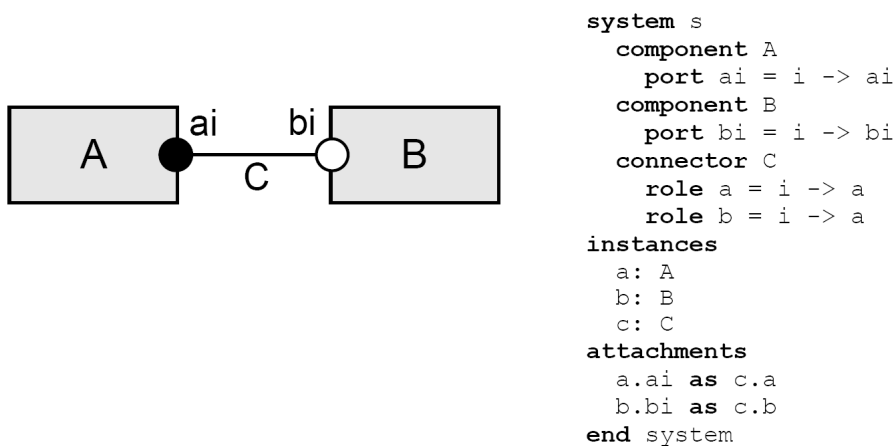 A
ai
bi
C
B
system s
component A
port ai = i -> ai
component B
port bi = i -> bi
connector C
role a = i -> a
role b = i -> a
instances
a: A
b: B
c: C
attachments
a.ai as c.a
b.bi as c.b
end system